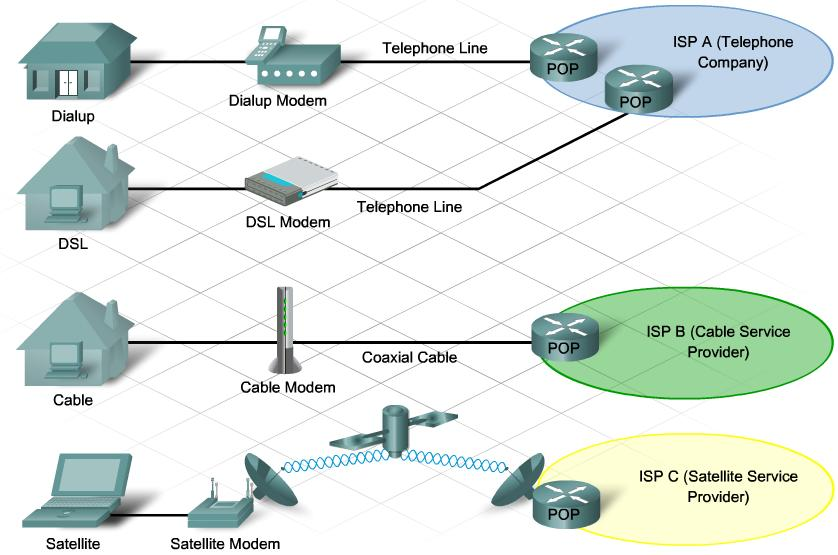 Telephone Line
ISP A (Telephone
Company)
POP
POP
Dialup Modem
Dialup
Telephone Line
DSL Modem
DSL
ISP B (Cable Service
Provider)
POP
Coaxial Cable
Cable Modem
Cable
ISP C (Satellite Service
Provider)
POP
Satellite
Satellite Modem